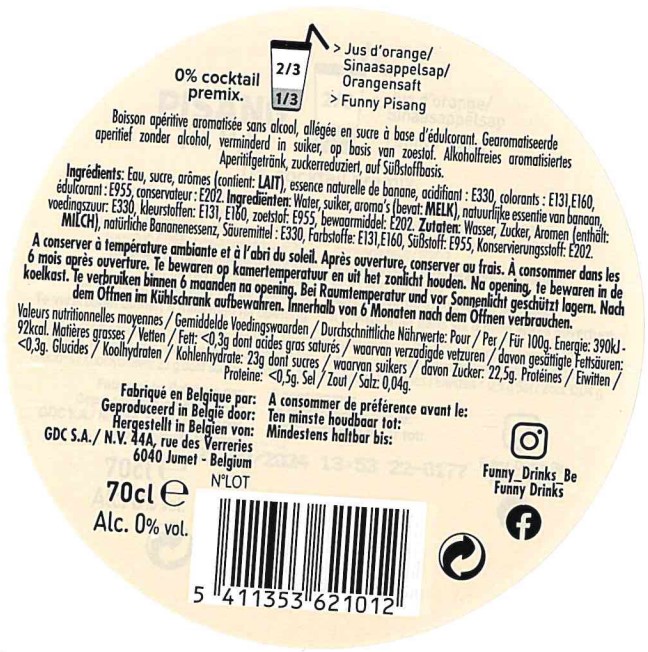 > Jus d'orange/
Sinaasappelsap/
Orangensaft
2/3
0% cocktail
premix.
1/3
> Funny Pisang
Boisson apéritive aromatisée sans alcool, allégée en sucre à base d'édulcorant. Gearomatiseerde
aperitief zonder alcohol, verminderd in suiker, op basis van zoestof. Alkoholfreies aromatisiertes
Aperitifgetränk, zuckerreduziert, auf Süßstoffbasis.
Ingrédients: Eau, sucre, arômes (contient: LAIT), essence naturelle de banane, acidifiant : E330, colorants : E131,E160,
édulcorant : E955, conservateur : E202. Ingrediënten: Water, suiker, aroma's (bevat: MELK), natuurlijke essentie van banaan,
voedingszuur: E330, kleurstoffen: E131, E160, zoetstof: E955, bewaarmiddel: E202. Zutaten: Wasser, Zucker, Aromen (enthält:
MILCH), natürliche Bananenessenz, Säuremittel : E330, Farbstoffe: E131,E160, Süßstoff: E955, Konservierungsstoff: E202.
A conserver à température ambiante et à l'abri du soleil. Après ouverture, conserver au frais. À consommer dans les
6 mois après ouverture. Te bewaren op kamertemperatuur en uit het zonlicht houden. Na opening, te bewaren in de
koelkast. Te verbruiken binnen 6 maanden na opening. Bei Raumtemperatur und vor Sonnenlicht geschützt lagern. Nach
dem Öffnen im Kühlschrank aufbewahren. Innerhalb von 6 Monaten nach dem Öffnen verbrauchen.
Valeurs nutritionnelles moyennes / Gemiddelde Voedingswaarden / Durchschnittliche Nährwerte: Pour / Per / Für 100g. Energie: 390kJ -
92kcal. Matières grasses / Vetten / Fett: <0,3g dont acides gras saturés / waarvan verzadigde vetzuren / davon gesättigte Fettsäuren:
<0,3g. Glucides / Koolhydraten / Kohlenhydrate: 23g dont sucres / waarvan suikers / davon Zucker: 22,5g. Protéines / Eiwitten /
Proteine: <0,5g. Sel / Zout / Salz: 0,04g.
Fabriqué en Belgique par:
Geproduceerd in België door:
Hergestellt in Belgien von:
GDC S.A./ N.V. 44A, rue des Verreries
6040 Jumet - Belgium
A consommer de préférence avant le:
Ten minste houdbaar tot:
Mindestens haltbar bis:
N°LOT
70cl e
Alc. 0% vol.
Funny_Drinks_Be
Funny Drinks
5 411353 621012